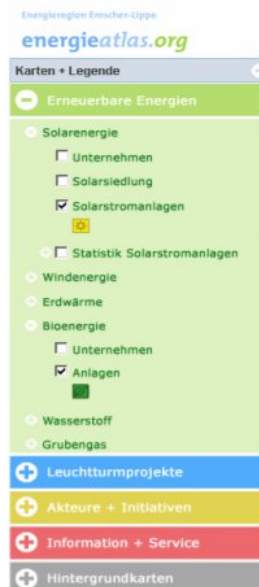 Energieregion Emscher-Lippe
energieatlas.org
Karten + Legende
Erneuerbare Energien
Solarenergie
Unternehmen
Solarsiedlung
Solarstromanlagen
Statistik Solarstromanlagen
Windenergie
Erdwärme
Bioenergie
Unternehmen
Anlagen
Wasserstoff
Grubengas
Leuchtturmprojekte
Akteure + Initiativen
Information + Service
Hintergrundkarten